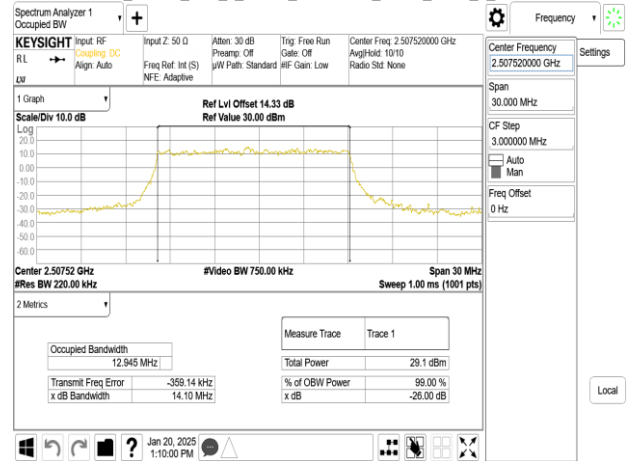 Spectrum Analyzer 1
Occupied BW
Frequency
KEYSIGHT
RL
LXI
Input: RF
Coupling: DC
Align: Auto
Input Z: 50 Ω
Freq Ref: Int (S)
NFE: Adaptive
Atten: 30 dB
Preamp: Off
µW Path: Standard
Trig: Free Run
Gate: Off
#IF Gain: Low
Center Freq: 2.507520000 GHz
Avg|Hold: 10/10
Radio Std: None
Center Frequency
2.507520000 GHz
Settings
Span
30.000 MHz
CF Step
3.000000 MHz
Auto
Man
Freq Offset
0 Hz
1 Graph
Scale/Div 10.0 dB
Ref Lvl Offset 14.33 dB
Ref Value 30.00 dBm
Log
20.0
10.0
0.00
-10.0
-20.0
-30.0
-40.0
-50.0
-60.0
Center 2.50752 GHz
#Video BW 750.00 kHz
Span 30 MHz
#Res BW 220.00 kHz
Sweep 1.00 ms (1001 pts)
2 Metrics
Occupied Bandwidth
12.945 MHz
Transmit Freq Error -359.14 kHz
x dB Bandwidth 14.10 MHz
Measure Trace Trace 1
Total Power 29.1 dBm
% of OBW Power 99.00 %
x dB -26.00 dB
Local
?
Jan 20, 2025
1:10:00 PM